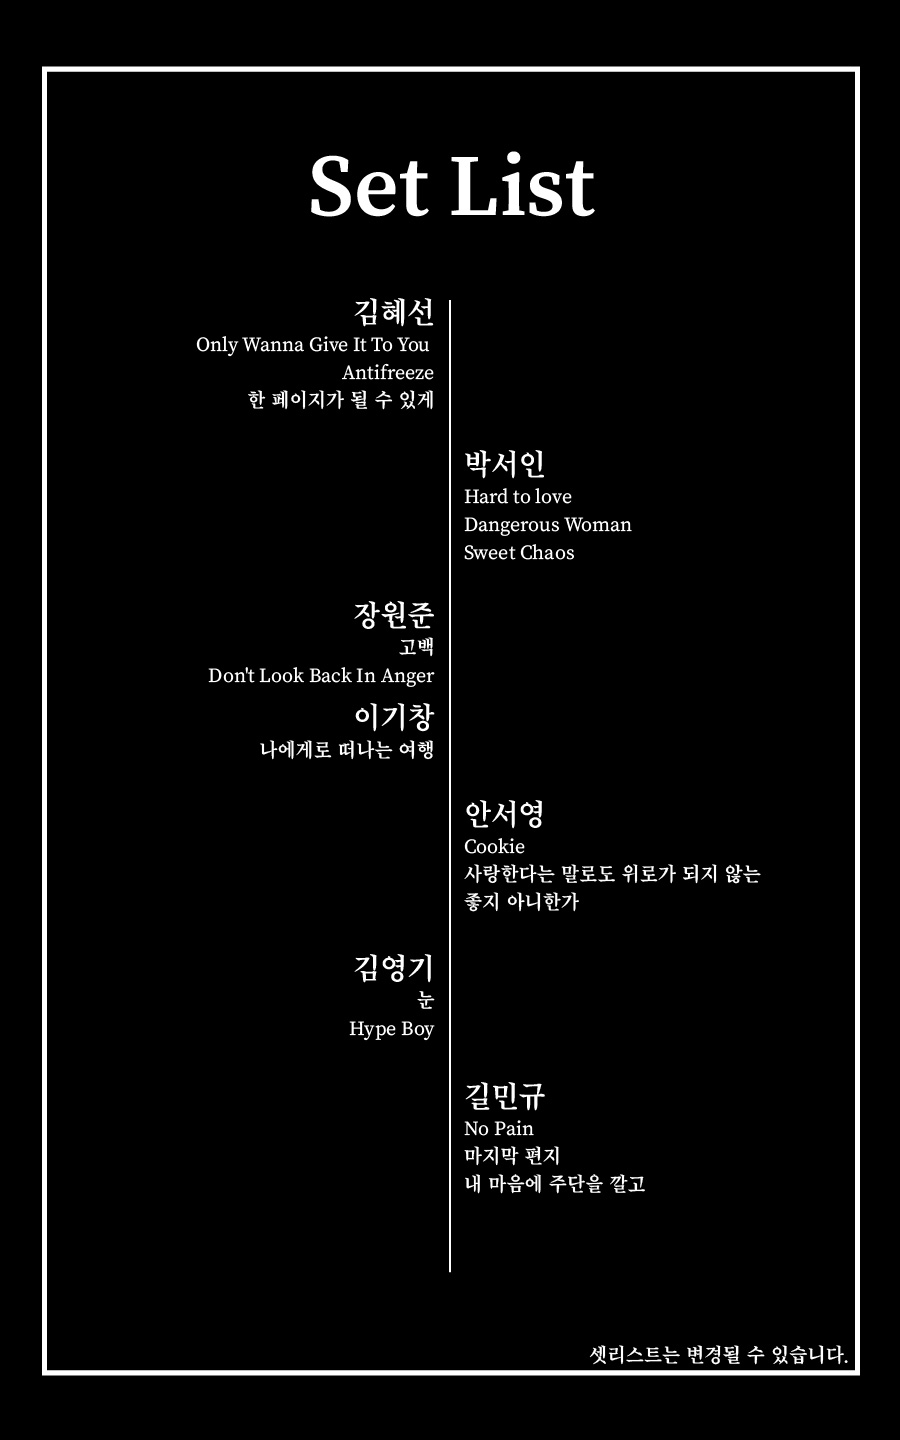 Set List
김혜선
Only Wanna Give It To You
Antifreeze
한 페이지가 될 수 있게
박서인
Hard to love
Dangerous Woman
Sweet Chaos
장원준
고백
Don't Look Back In Anger
이기창
나에게로 떠나는 여행
안서영
Cookie
사랑한다는 말로도 위로가 되지 않는
좋지 아니한가
김영기
눈
Hype Boy
길민규
No Pain
마지막 편지
내 마음에 주단을 깔고
셋리스트는 변경될 수 있습니다.